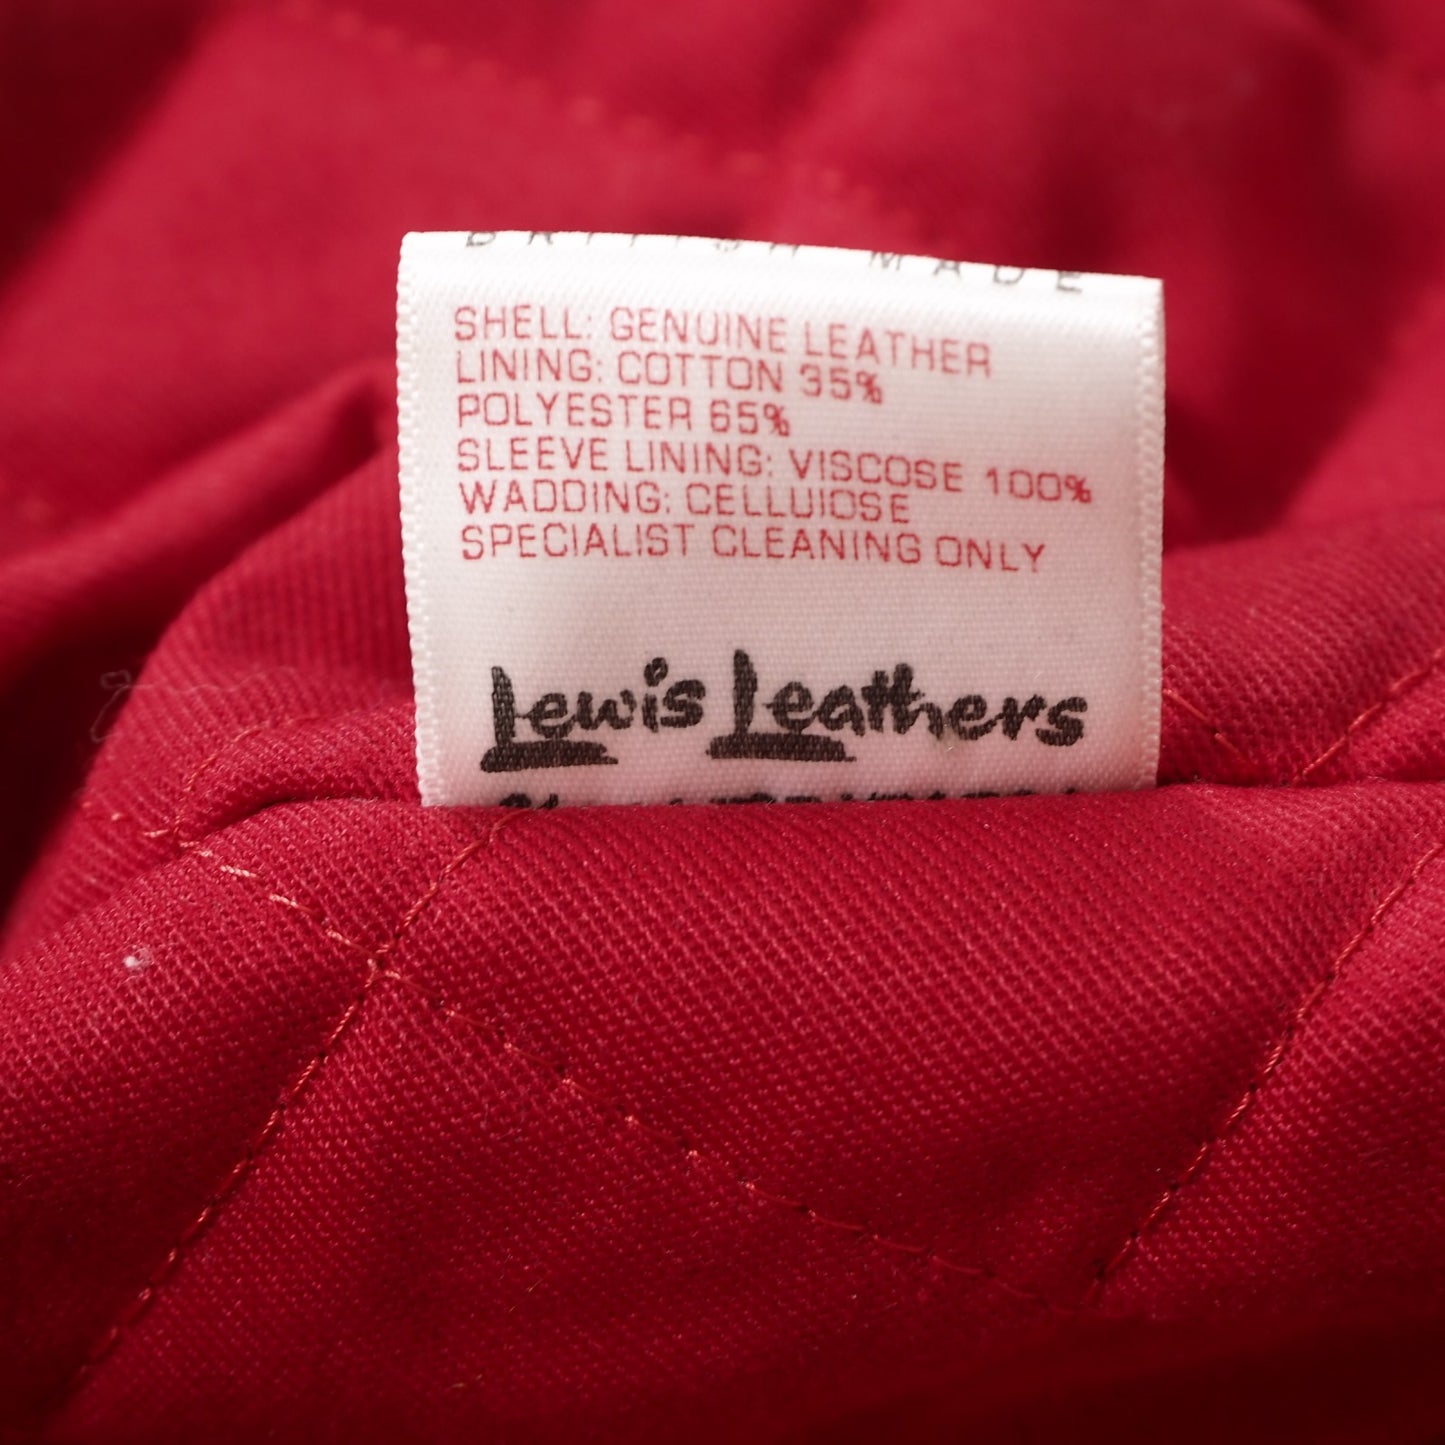 BRITISH MADE
SHELL: GENUINE LEATHER
LINING: COTTON 35%
POLYESTER 65%
SLEEVE LINING: VISCOSE 100%
WADDING: CELLUIOSE
SPECIALIST CLEANING ONLY
Lewis Leathers